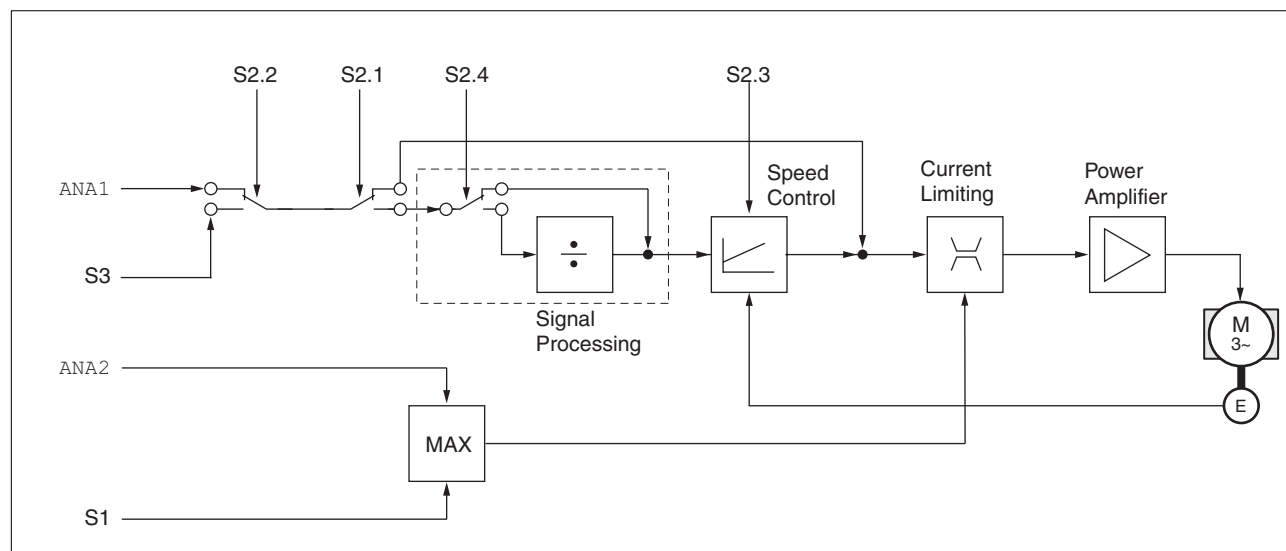 S2.2
S2.1
S2.4
S2.3
ANA1
S3
Signal
Processing
Speed
Control
Current
Limiting
Power
Amplifier
÷
M
3~
E
ANA2
MAX
S1